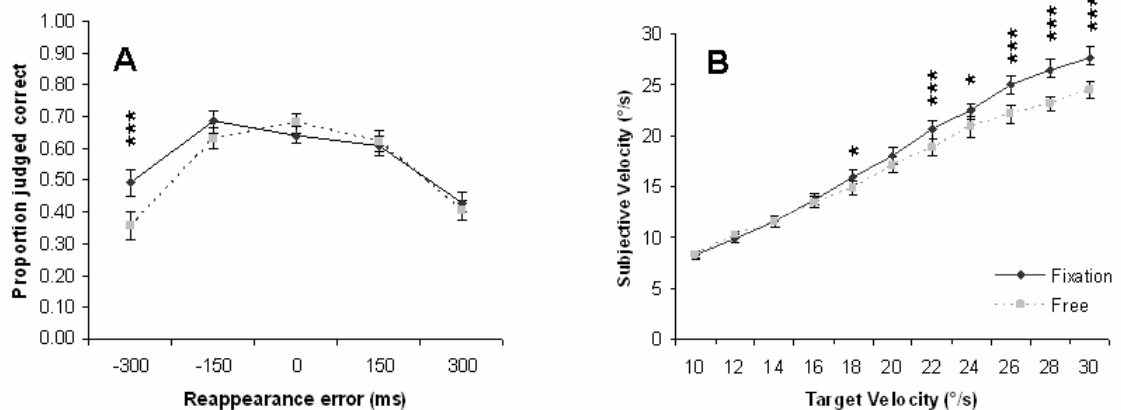 A
Proportion judged correct
1.00
0.90
0.80
0.70
0.60
0.50
0.40
0.30
0.20
0.10
0.00
***
-300 -150 0 150 300
Reappearance error (ms)
B
Subjective Velocity (°/s)
30
25
20
15
10
5
0
* *** * *** *** ***
Fixation
Free
10 12 14 16 18 20 22 24 26 28 30
Target Velocity (°/s)